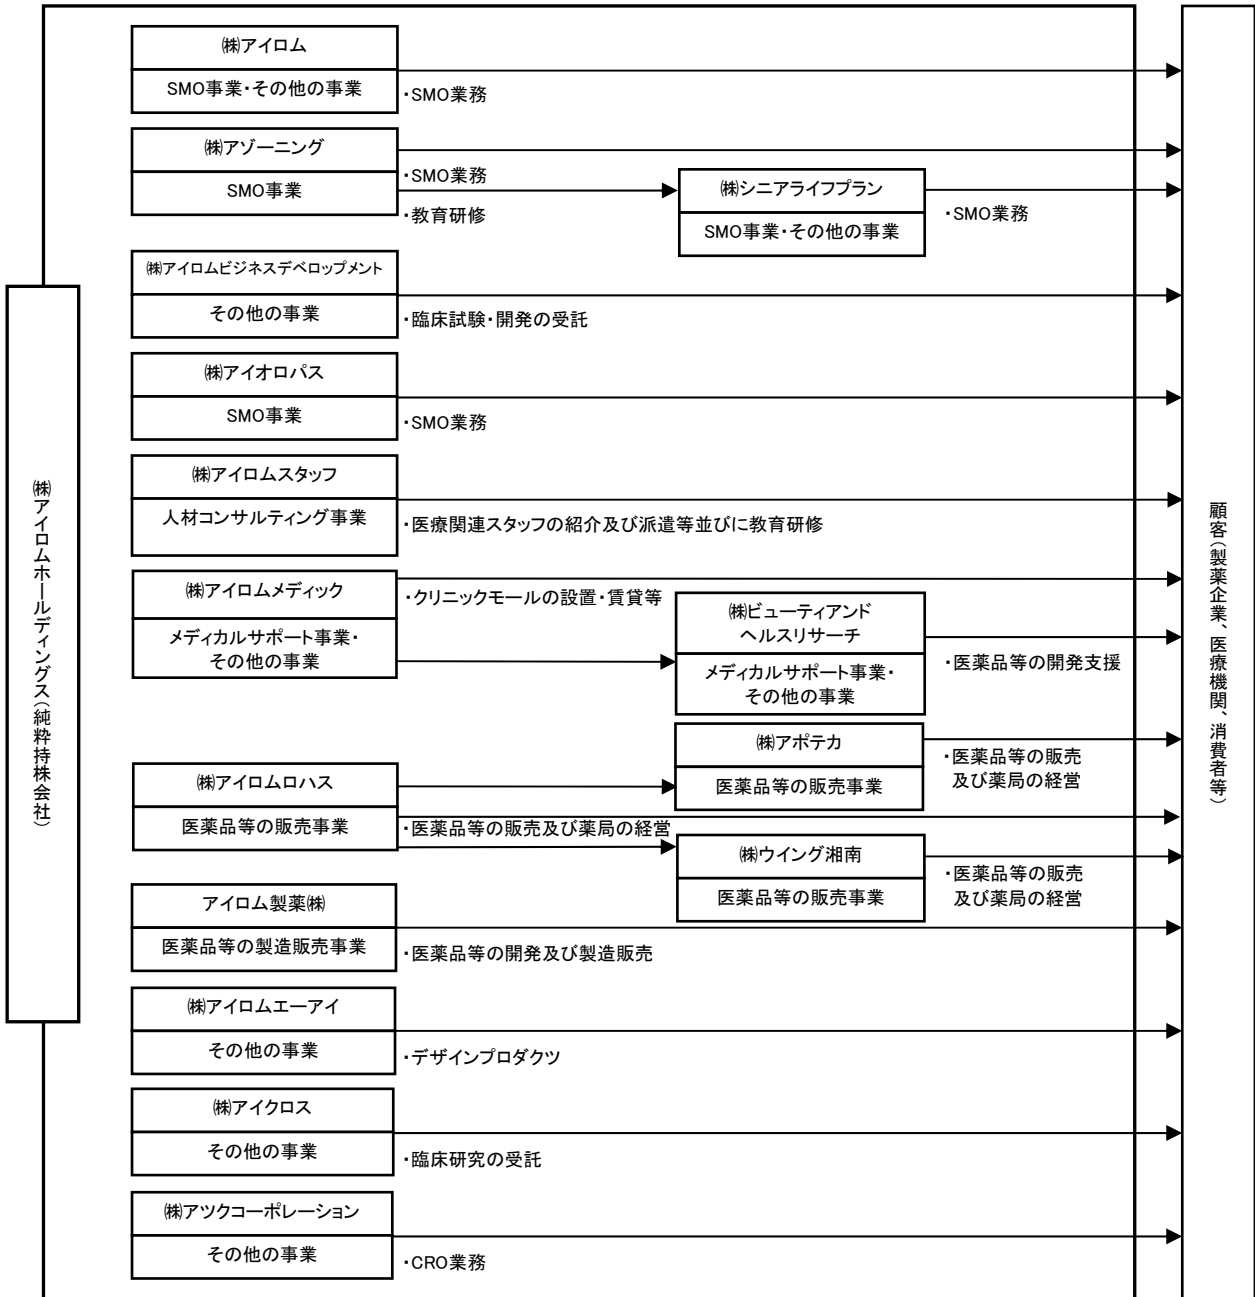 ㈱アイロム
SMO事業・その他の事業
・SMO業務
㈱アゾーニング
SMO事業
・SMO業務
・教育研修
㈱シニアライフプラン
SMO事業・その他の事業
・SMO業務
㈱アイロムビジネスデベロップメント
その他の事業
・臨床試験・開発の受託
㈱アイオロパス
SMO事業
・SMO業務
㈱アイロムスタッフ
人材コンサルティング事業
・医療関連スタッフの紹介及び派遣等並びに教育研修
㈱アイロムホールディングス(純粋持株会社)
㈱アイロムメディック
メディカルサポート事業・
その他の事業
・クリニックモールの設置・賃貸等
㈱ビューティアンド
ヘルスリサーチ
メディカルサポート事業・
その他の事業
・医薬品等の開発支援
㈱アポテカ
医薬品等の販売事業
・医薬品等の販売
及び薬局の経営
㈱アイロムロハス
医薬品等の販売事業
・医薬品等の販売及び薬局の経営
㈱ウイング湘南
医薬品等の販売事業
・医薬品等の販売
及び薬局の経営
アイロム製薬㈱
医薬品等の製造販売事業
・医薬品等の開発及び製造販売
㈱アイロムエーアイ
その他の事業
・デザインプロダクツ
㈱アイクロス
その他の事業
・臨床研究の受託
㈱アツクコーポレーション
その他の事業
・CRO業務
顧客(製薬企業、医療機関、消費者等)